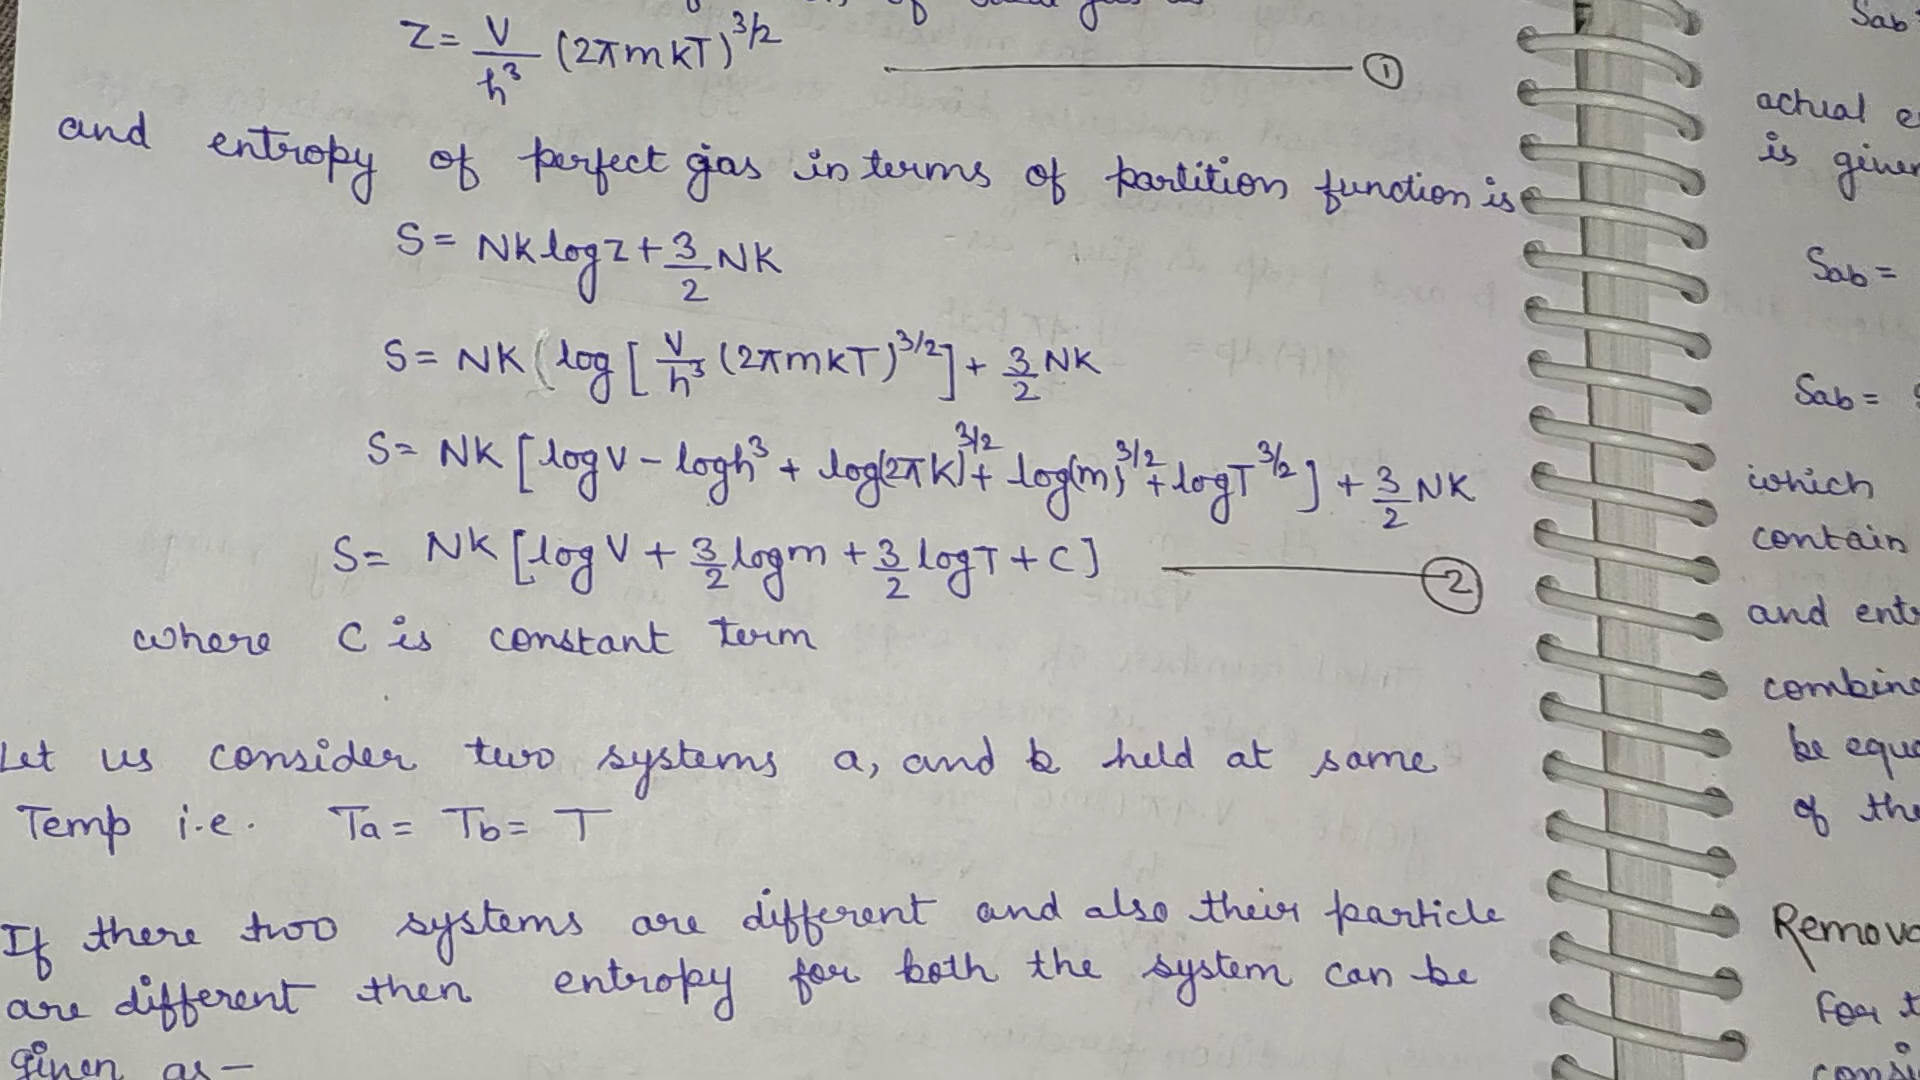 Z = V/h³ (2πmkT)^3/2 ——— ①
and entropy of perfect gas in terms of partition function is
S = NK log Z + 3/2 NK
S = NK ( log [ V/h³ (2πmkT)^3/2 ] + 3/2 NK
S = NK [ log V - log h³ + log(2πK)^3/2 + log(m)^3/2 + log T^3/2 ] + 3/2 NK
S = NK [ log V + 3/2 log m + 3/2 log T + C ] ——— ②
where C is constant term
Let us consider two systems a, and b held at same
Temp i.e. Ta = Tb = T
If there two systems are different and also their particle
are different then entropy for both the system can be
given as –
Sab
actual
is
Sab =
Sab =
which
contain
and
be
of
Remov
For